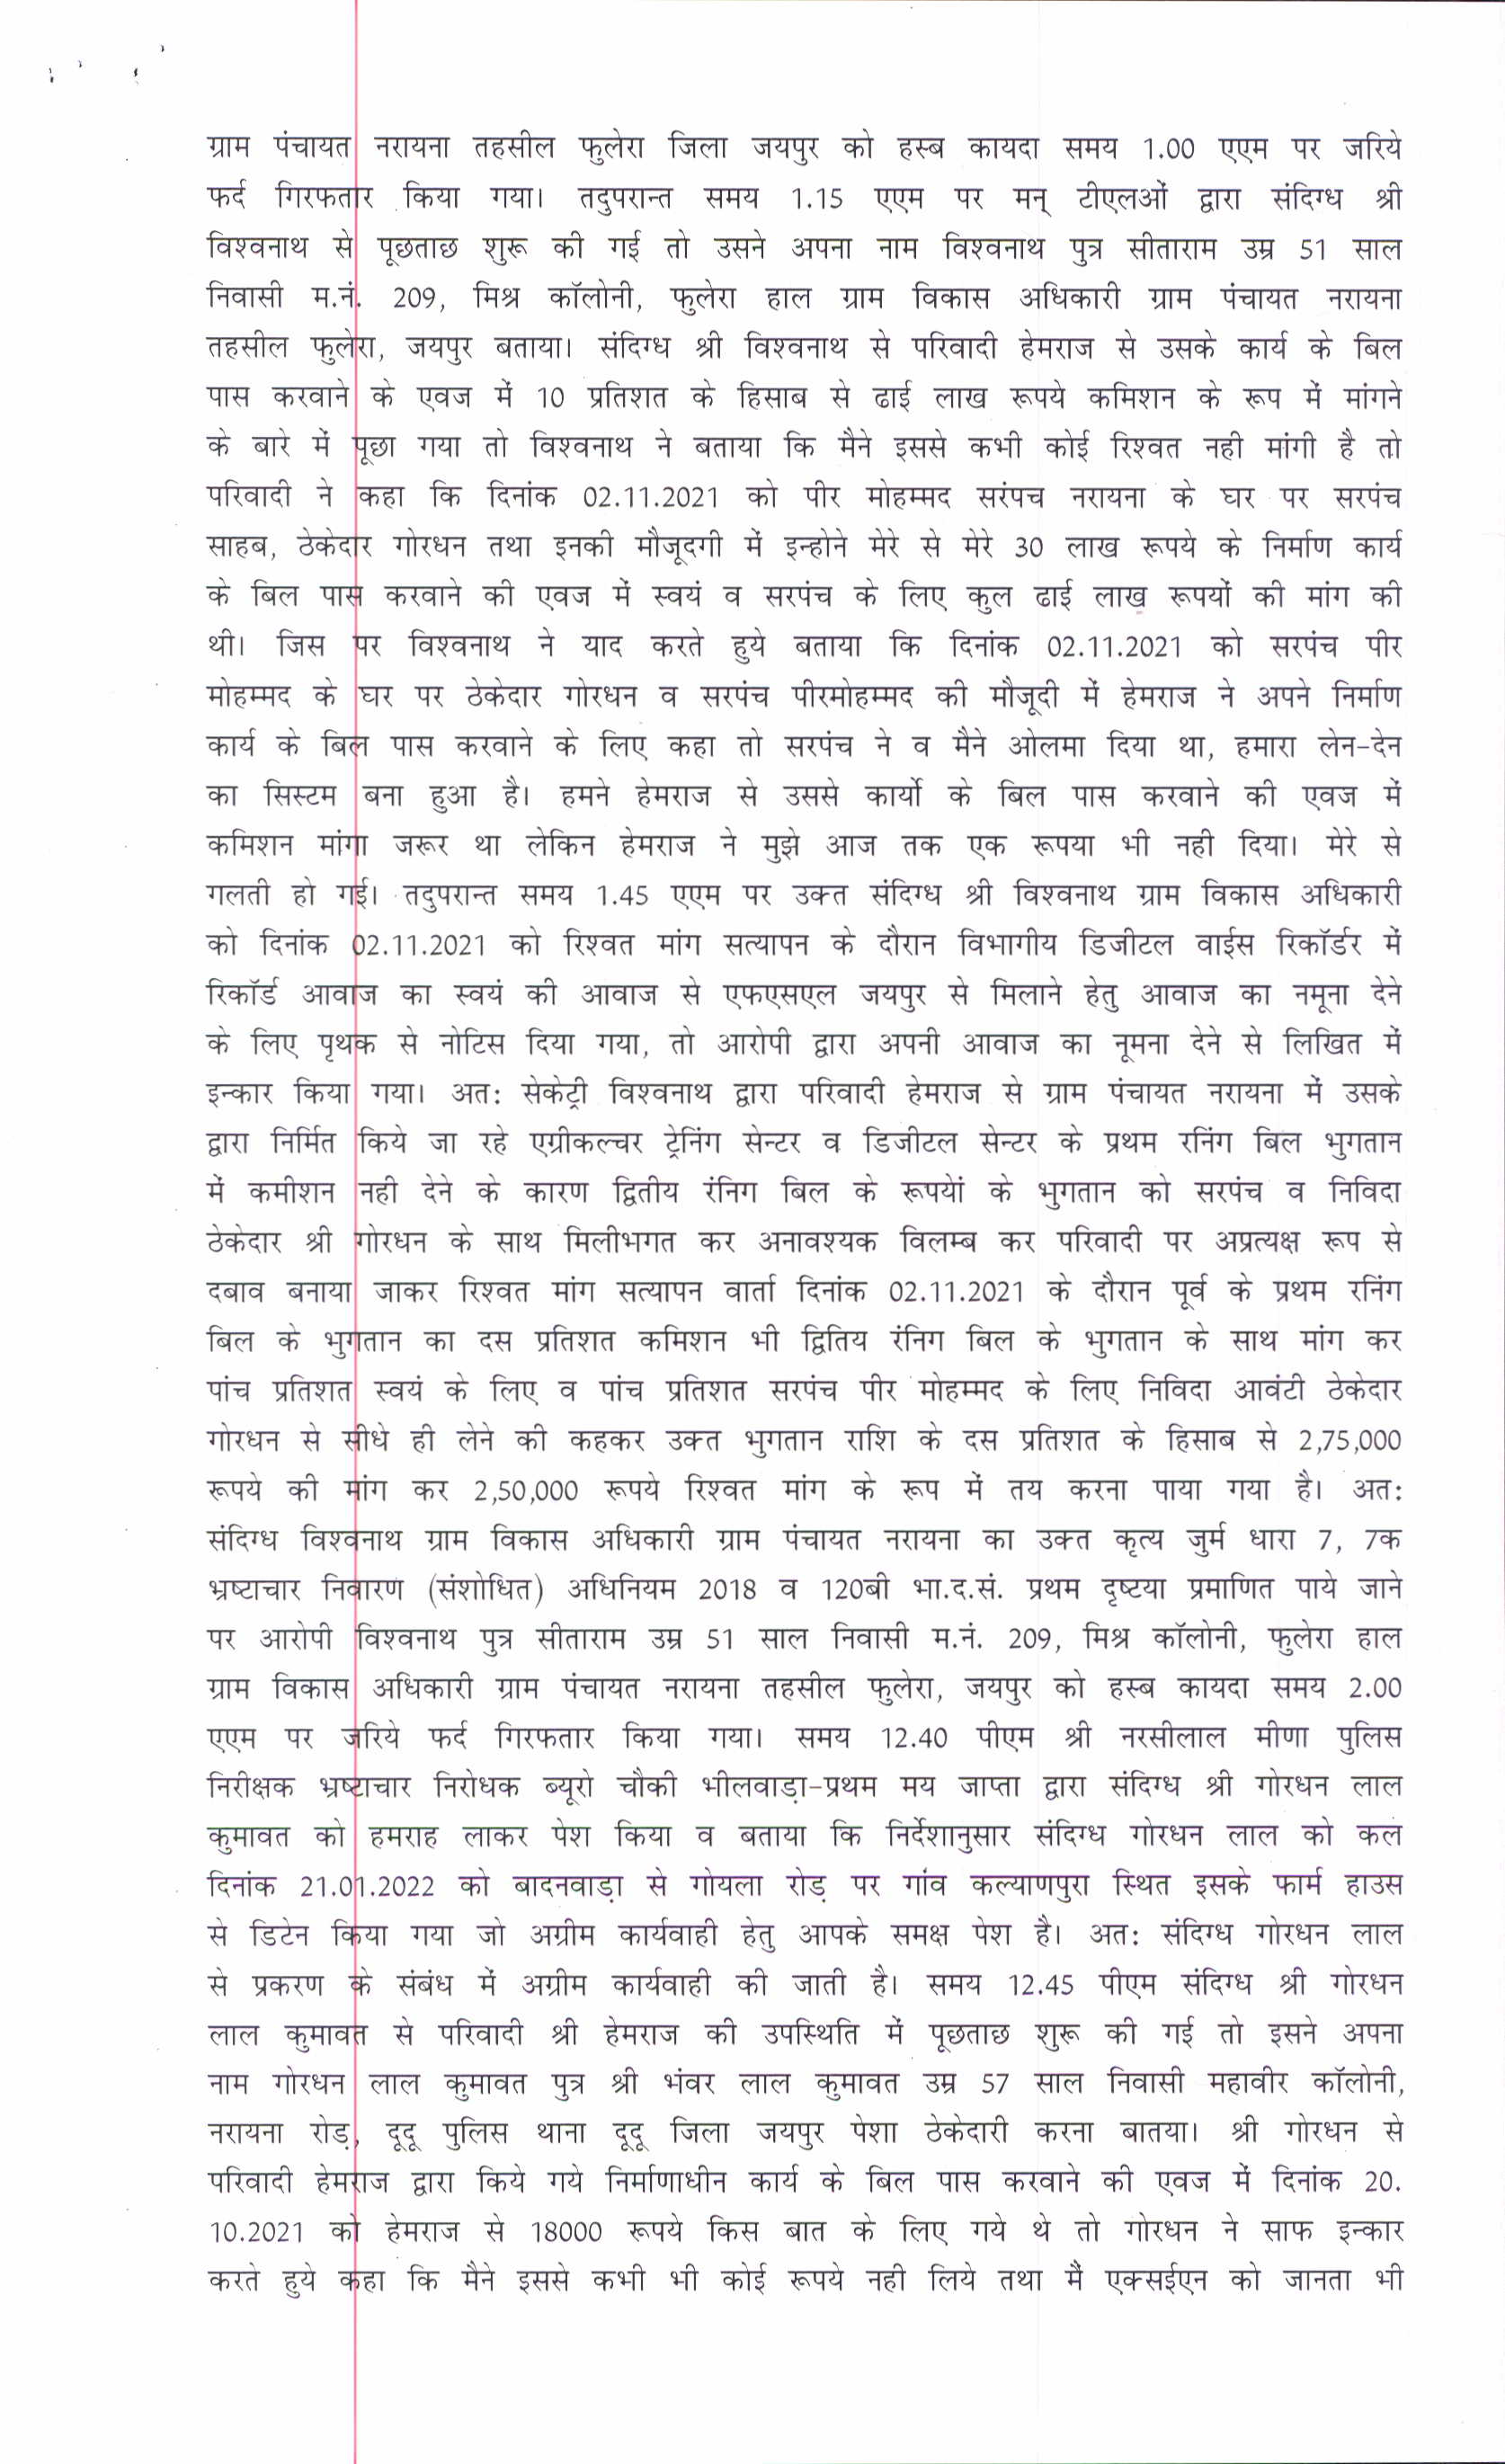 ग्राम पंचायत नरायना तहसील फुलेरा जिला जयपुर को हस्ब कायदा समय 1.00 एएम पर जरिये
फर्द गिरफतार किया गया। तदुपरान्त समय 1.15 एएम पर मन् टीएलओं द्वारा संदिग्ध श्री
विश्वनाथ से पूछताछ शुरू की गई तो उसने अपना नाम विश्वनाथ पुत्र सीताराम उम्र 51 साल
निवासी म.नं. 209, मिश्र कॉलोनी, फुलेरा हाल ग्राम विकास अधिकारी ग्राम पंचायत नरायना
तहसील फुलेरा, जयपुर बताया। संदिग्ध श्री विश्वनाथ से परिवादी हेमराज से उसके कार्य के बिल
पास करवाने के एवज में 10 प्रतिशत के हिसाब से ढाई लाख रूपये कमिशन के रूप में मांगने
के बारे में पूछा गया तो विश्वनाथ ने बताया कि मैने इससे कभी कोई रिश्वत नही मांगी है तो
परिवादी ने कहा कि दिनांक 02.11.2021 को पीर मोहम्मद सरंपच नरायना के घर पर सरपंच
साहब, ठेकेदार गोरधन तथा इनकी मौजूदगी में इन्होने मेरे से मेरे 30 लाख रूपये के निर्माण कार्य
के बिल पास करवाने की एवज में स्वयं व सरपंच के लिए कुल ढाई लाख रूपयों की मांग की
थी। जिस पर विश्वनाथ ने याद करते हुये बताया कि दिनांक 02.11.2021 को सरपंच पीर
मोहम्मद के घर पर ठेकेदार गोरधन व सरपंच पीरमोहम्मद की मौजूदी में हेमराज ने अपने निर्माण
कार्य के बिल पास करवाने के लिए कहा तो सरपंच ने व मैने ओलमा दिया था, हमारा लेन-देन
का सिस्टम बना हुआ है। हमने हेमराज से उससे कार्यो के बिल पास करवाने की एवज में
कमिशन मांगा जरूर था लेकिन हेमराज ने मुझे आज तक एक रूपया भी नही दिया। मेरे से
गलती हो गई। तदुपरान्त समय 1.45 एएम पर उक्त संदिग्ध श्री विश्वनाथ ग्राम विकास अधिकारी
को दिनांक 02.11.2021 को रिश्वत मांग सत्यापन के दौरान विभागीय डिजीटल वाईस रिकॉर्डर में
रिकॉर्ड आवाज का स्वयं की आवाज से एफएसएल जयपुर से मिलाने हेतु आवाज का नमूना देने
के लिए पृथक से नोटिस दिया गया, तो आरोपी द्वारा अपनी आवाज का नूमना देने से लिखित में
इन्कार किया गया। अतः सेकेट्री विश्वनाथ द्वारा परिवादी हेमराज से ग्राम पंचायत नरायना में उसके
द्वारा निर्मित किये जा रहे एग्रीकल्चर ट्रेनिंग सेन्टर व डिजीटल सेन्टर के प्रथम रनिंग बिल भुगतान
में कमीशन नही देने के कारण द्वितीय रंनिग बिल के रूपयेां के भुगतान को सरपंच व निविदा
ठेकेदार श्री गोरधन के साथ मिलीभगत कर अनावश्यक विलम्ब कर परिवादी पर अप्रत्यक्ष रूप से
दबाव बनाया जाकर रिश्वत मांग सत्यापन वार्ता दिनांक 02.11.2021 के दौरान पूर्व के प्रथम रनिंग
बिल के भुगतान का दस प्रतिशत कमिशन भी द्वितिय रंनिग बिल के भुगतान के साथ मांग कर
पांच प्रतिशत स्वयं के लिए व पांच प्रतिशत सरपंच पीर मोहम्मद के लिए निविदा आवंटी ठेकेदार
गोरधन से सीधे ही लेने की कहकर उक्त भुगतान राशि के दस प्रतिशत के हिसाब से 2,75,000
रूपये की मांग कर 2,50,000 रूपये रिश्वत मांग के रूप में तय करना पाया गया है। अतः
संदिग्ध विश्वनाथ ग्राम विकास अधिकारी ग्राम पंचायत नरायना का उक्त कृत्य जुर्म धारा 7, 7क
भ्रष्टाचार निवारण (संशोधित) अधिनियम 2018 व 120बी भा.द.सं. प्रथम दृष्टया प्रमाणित पाये जाने
पर आरोपी विश्वनाथ पुत्र सीताराम उम्र 51 साल निवासी म.नं. 209, मिश्र कॉलोनी, फुलेरा हाल
ग्राम विकास अधिकारी ग्राम पंचायत नरायना तहसील फुलेरा, जयपुर को हस्ब कायदा समय 2.00
एएम पर जरिये फर्द गिरफतार किया गया। समय 12.40 पीएम श्री नरसीलाल मीणा पुलिस
निरीक्षक भ्रष्टाचार निरोधक ब्यूरो चौकी भीलवाड़ा-प्रथम मय जाप्ता द्वारा संदिग्ध श्री गोरधन लाल
कुमावत को हमराह लाकर पेश किया व बताया कि निर्देशानुसार संदिग्ध गोरधन लाल को कल
दिनांक 21.01.2022 को बादनवाड़ा से गोयला रोड़ पर गांव कल्याणपुरा स्थित इसके फार्म हाउस
से डिटेन किया गया जो अग्रीम कार्यवाही हेतु आपके समक्ष पेश है। अतः संदिग्ध गोरधन लाल
से प्रकरण के संबंध में अग्रीम कार्यवाही की जाती है। समय 12.45 पीएम संदिग्ध श्री गोरधन
लाल कुमावत से परिवादी श्री हेमराज की उपस्थिति में पूछताछ शुरू की गई तो इसने अपना
नाम गोरधन लाल कुमावत पुत्र श्री भंवर लाल कुमावत उम्र 57 साल निवासी महावीर कॉलोनी,
नरायना रोड़, दूदू पुलिस थाना दूदू जिला जयपुर पेशा ठेकेदारी करना बातया। श्री गोरधन से
परिवादी हेमराज द्वारा किये गये निर्माणाधीन कार्य के बिल पास करवाने की एवज में दिनांक 20.
10.2021 को हेमराज से 18000 रूपये किस बात के लिए गये थे तो गोरधन ने साफ इन्कार
करते हुये कहा कि मैने इससे कभी भी कोई रूपये नही लिये तथा मैं एक्सईएन को जानता भी